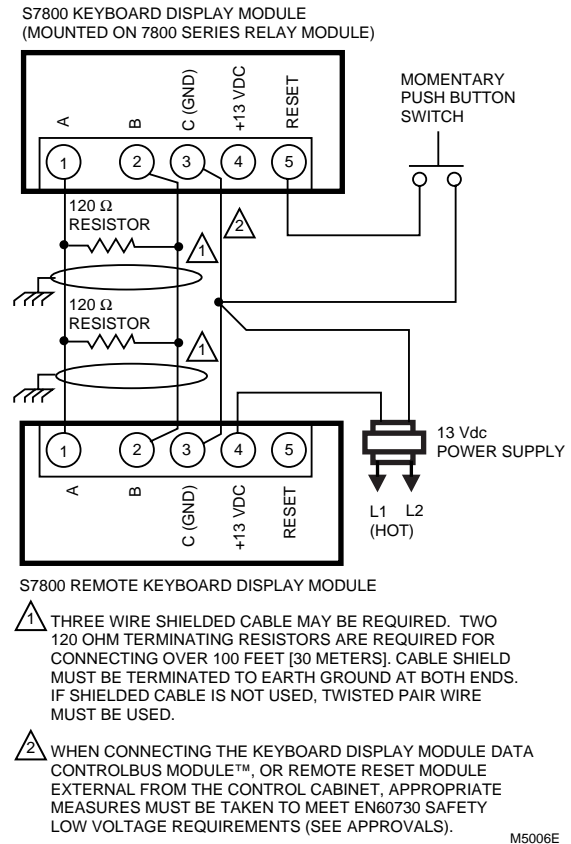 S7800 KEYBOARD DISPLAY MODULE
(MOUNTED ON 7800 SERIES RELAY MODULE)
A
B
C (GND)
+13 VDC
RESET
1
2
3
4
5
MOMENTARY
PUSH BUTTON
SWITCH
120 Ω
RESISTOR
1
2
120 Ω
RESISTOR
1
1
2
3
4
5
A
B
C (GND)
+13 VDC
RESET
13 Vdc
POWER SUPPLY
L1 L2
(HOT)
S7800 REMOTE KEYBOARD DISPLAY MODULE
1 THREE WIRE SHIELDED CABLE MAY BE REQUIRED. TWO
120 OHM TERMINATING RESISTORS ARE REQUIRED FOR
CONNECTING OVER 100 FEET [30 METERS]. CABLE SHIELD
MUST BE TERMINATED TO EARTH GROUND AT BOTH ENDS.
IF SHIELDED CABLE IS NOT USED, TWISTED PAIR WIRE
MUST BE USED.
2 WHEN CONNECTING THE KEYBOARD DISPLAY MODULE DATA
CONTROLBUS MODULE™, OR REMOTE RESET MODULE
EXTERNAL FROM THE CONTROL CABINET, APPROPRIATE
MEASURES MUST BE TAKEN TO MEET EN60730 SAFETY
LOW VOLTAGE REQUIREMENTS (SEE APPROVALS).
M5006E